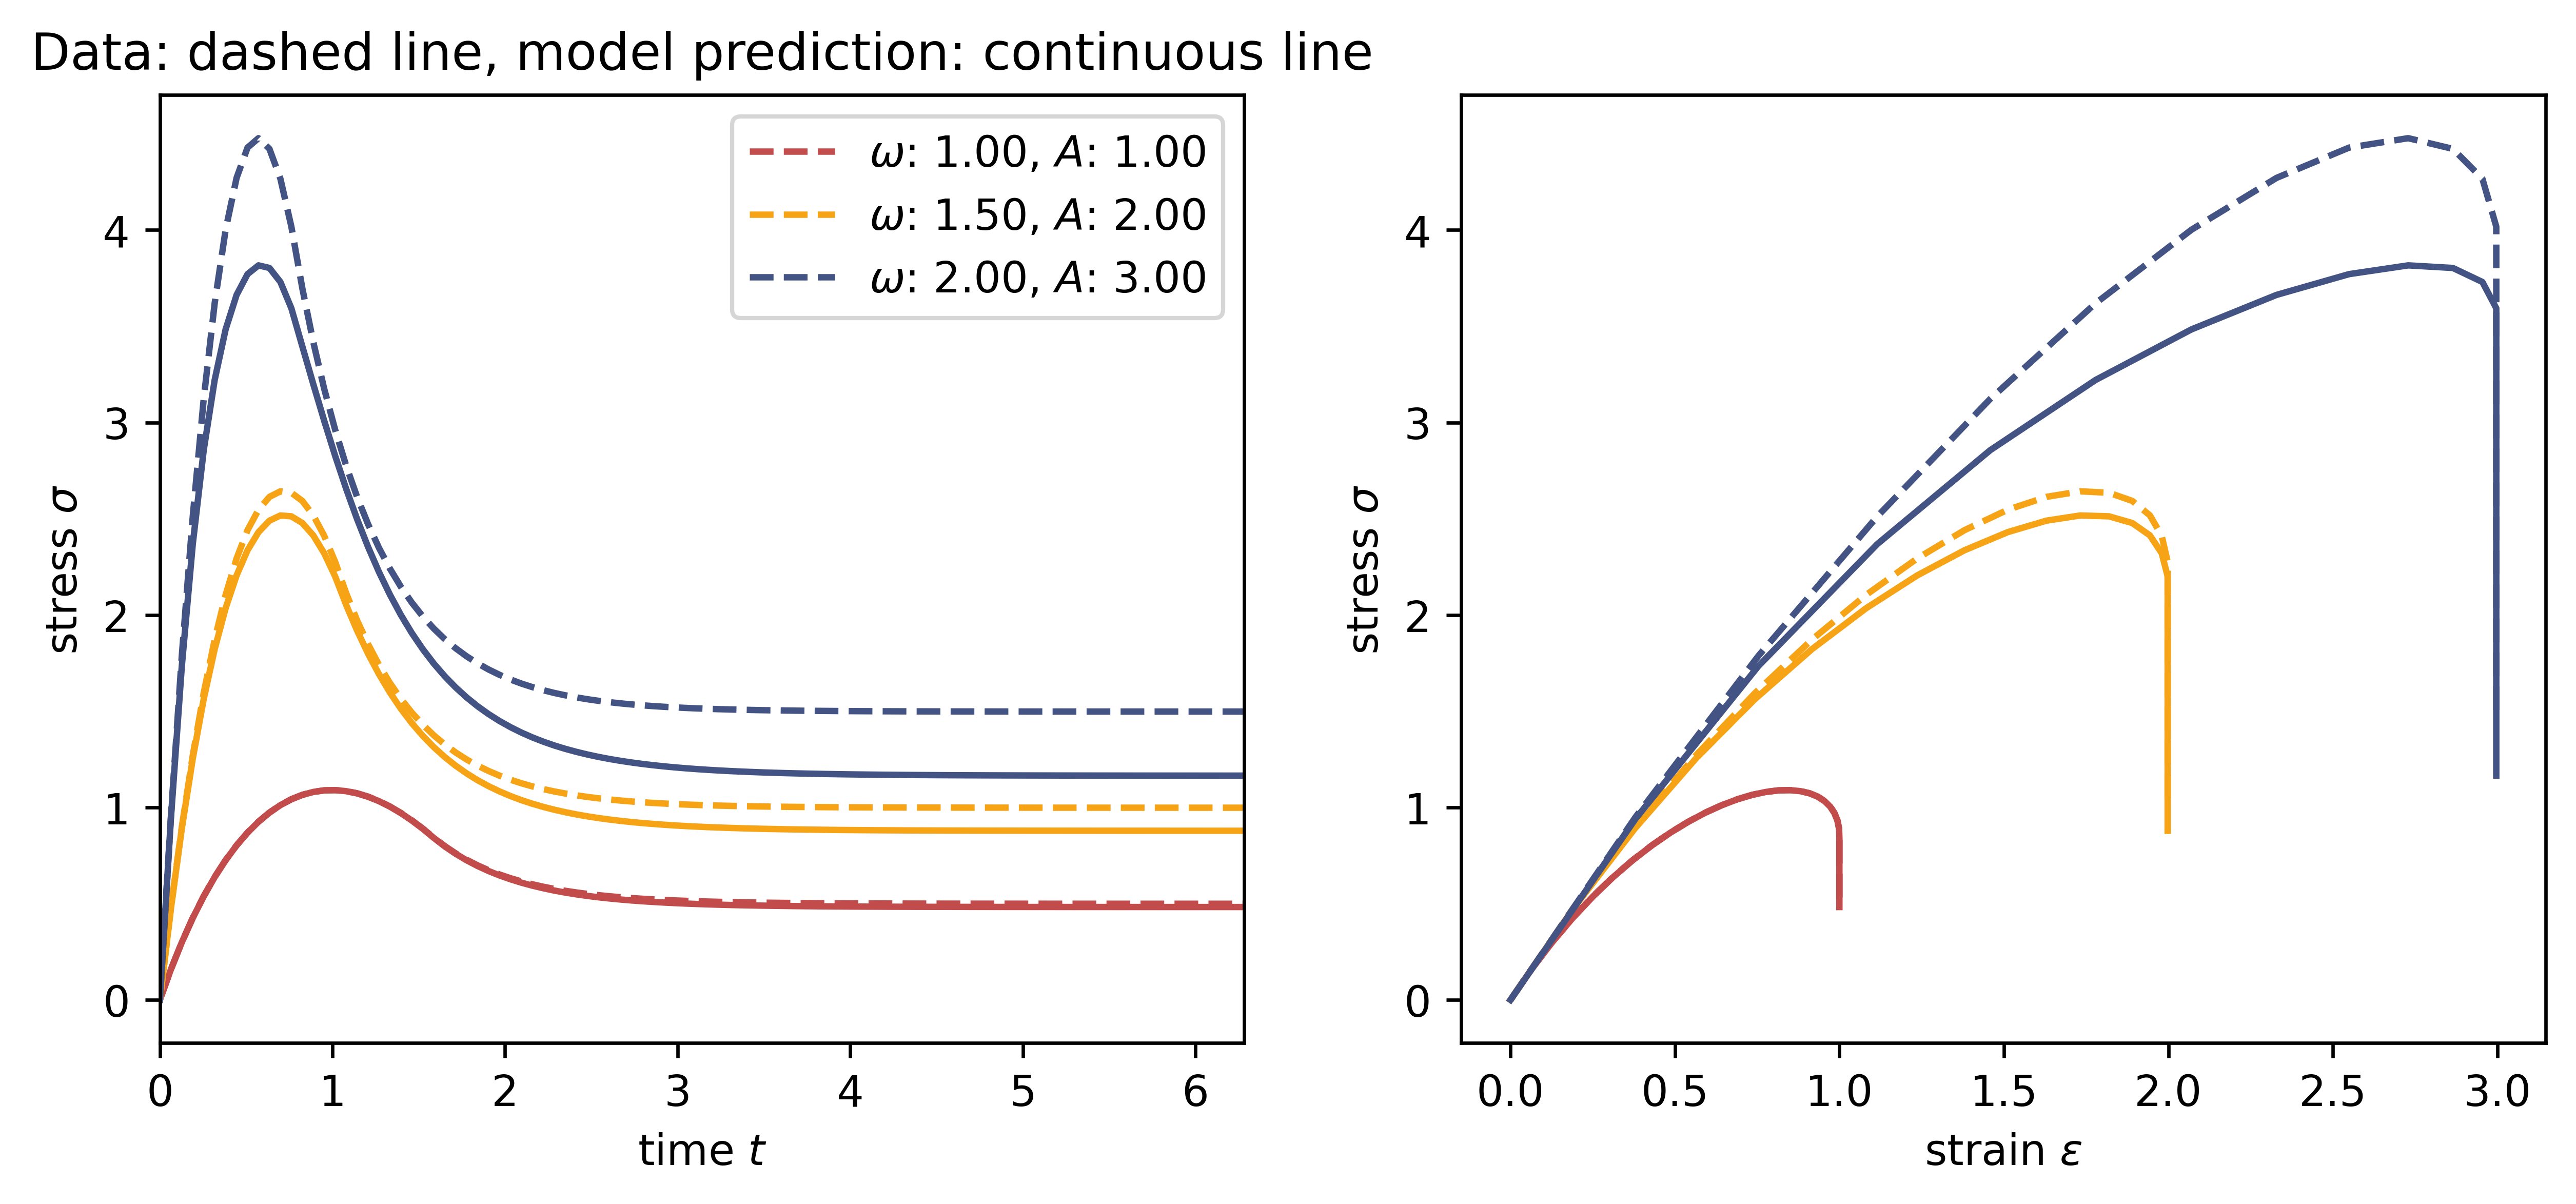 Data: dashed line, model prediction: continuous line
ω: 1.00, A: 1.00
ω: 1.50, A: 2.00
ω: 2.00, A: 3.00
stress σ
4
3
2
1
0
0 1 2 3 4 5 6
time t
stress σ
4
3
2
1
0
0.0 0.5 1.0 1.5 2.0 2.5 3.0
strain ε